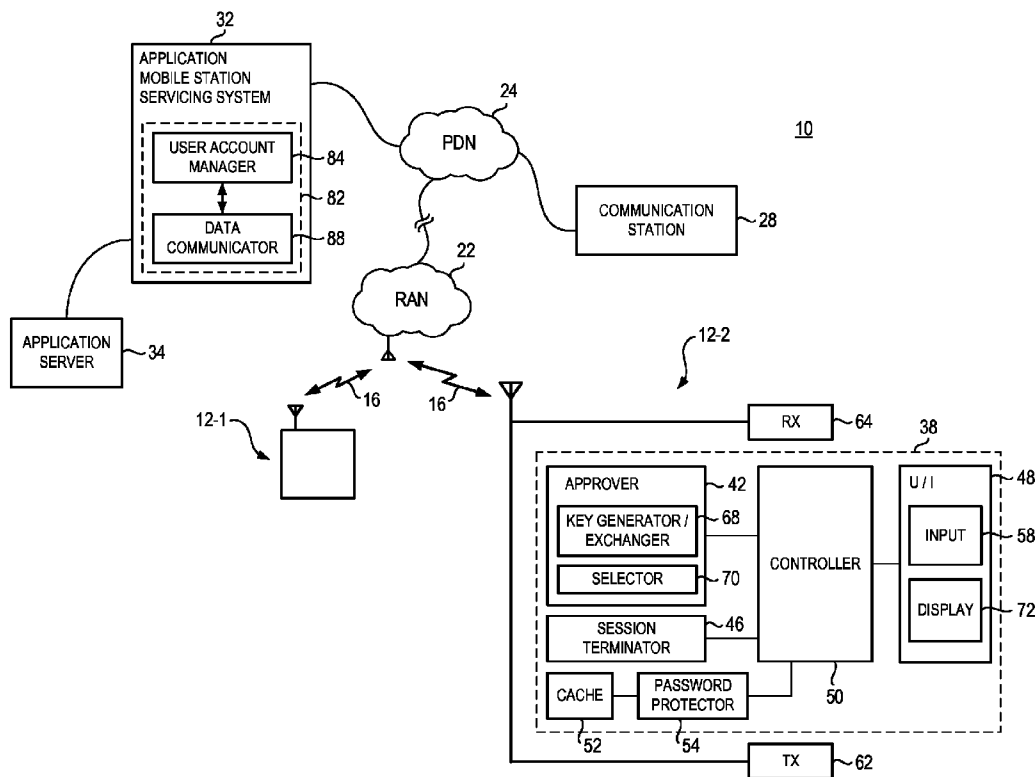 32
APPLICATION
MOBILE STATION
SERVICING SYSTEM
USER ACCOUNT
MANAGER
84
82
DATA
COMMUNICATOR
88
24
PDN
10
COMMUNICATION
STATION
28
22
RAN
APPLICATION
SERVER
34
16
16
12-1
12-2
RX
64
38
APPROVER
42
KEY GENERATOR /
EXCHANGER
68
SELECTOR
70
SESSION
TERMINATOR
46
CACHE
52
PASSWORD
PROTECTOR
54
CONTROLLER
50
U / I
48
INPUT
58
DISPLAY
72
TX
62